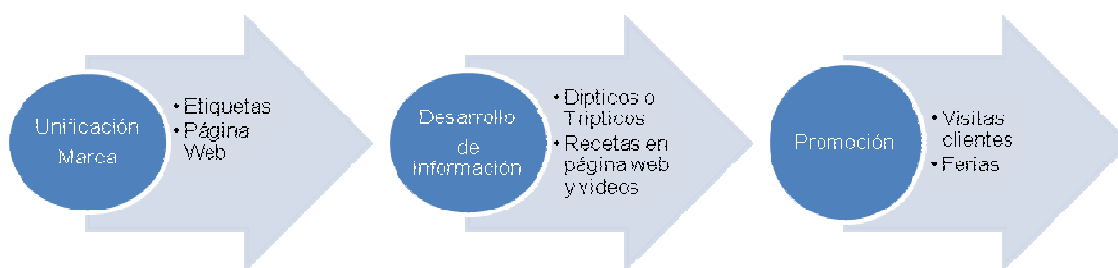 Unificación
Marca
• Etiquetas
• Página
Web
Desarrollo
de
información
• Dípticos o
Trípticos
• Recetas en
página web
y videos
Promoción
• Visitas
clientes
• Ferias